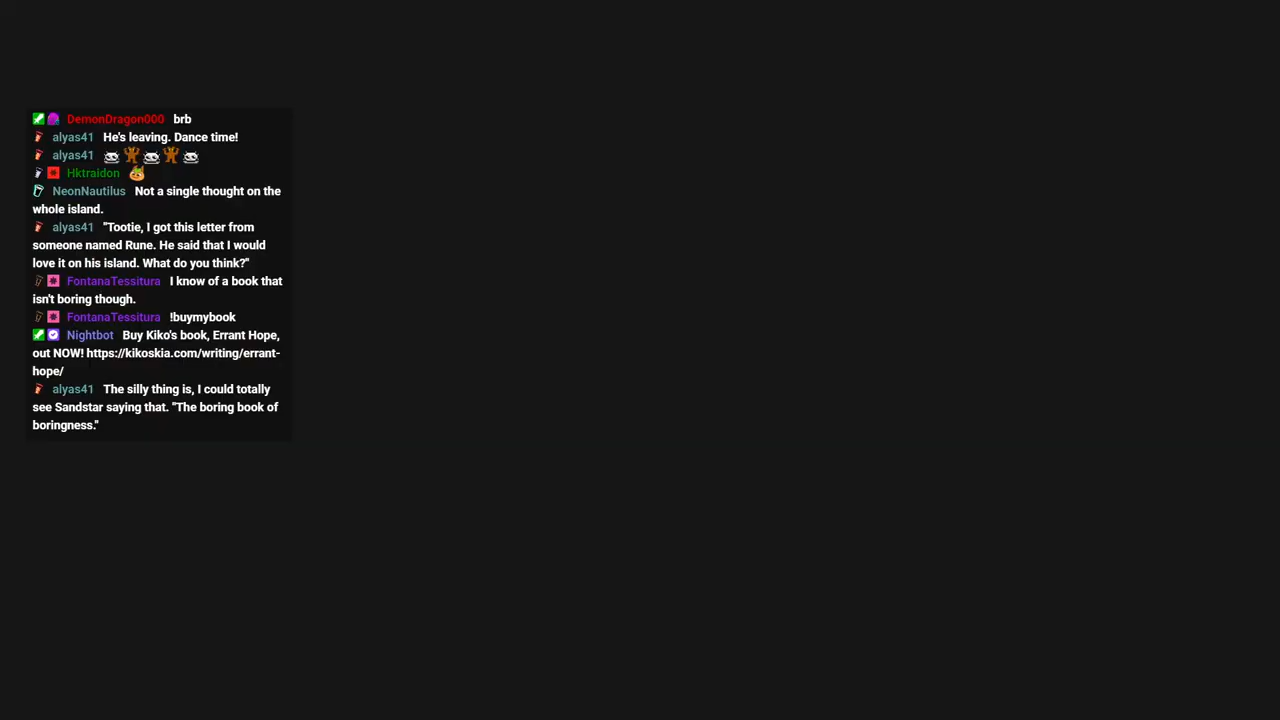 DemonDragon000 brb
alyas41 He's leaving. Dance time!
alyas41
Hktraidon
NeonNautilus Not a single thought on the
whole island.
alyas41 "Tootie, I got this letter from
someone named Rune. He said that I would
love it on his island. What do you think?"
FontanaTessitura I know of a book that
isn't boring though.
FontanaTessitura !buymybook
Nightbot Buy Kiko's book, Errant Hope,
out NOW! https://kikoskia.com/writing/errant-
hope/
alyas41 The silly thing is, I could totally
see Sandstar saying that. "The boring book of
boringness."